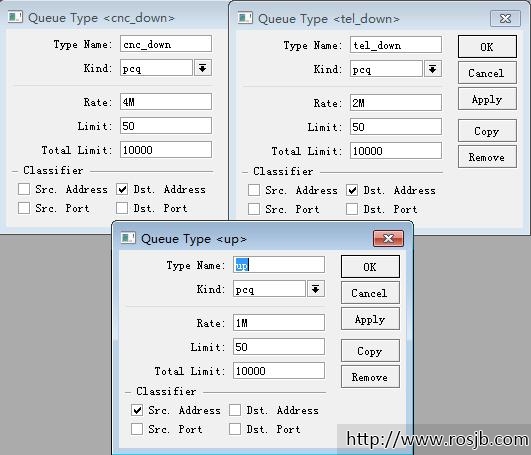 Queue Type <cnc_down>
Type Name: cnc_down
Kind: pcq
Rate: 4M
Limit: 50
Total Limit: 10000
Classifier
Src. Address Dst. Address
Src. Port Dst. Port
Queue Type <tel_down>
Type Name: tel_down OK
Kind: pcq Cancel
Rate: 2M Apply
Limit: 50 Copy
Total Limit: 10000 Remove
Classifier
Src. Address Dst. Address
Src. Port Dst. Port
Queue Type <up>
Type Name: up OK
Kind: pcq Cancel
Rate: 1M Apply
Limit: 50 Copy
Total Limit: 10000 Remove
Classifier
Src. Address Dst. Address
Src. Port Dst. Port
http://www.rosjb.com